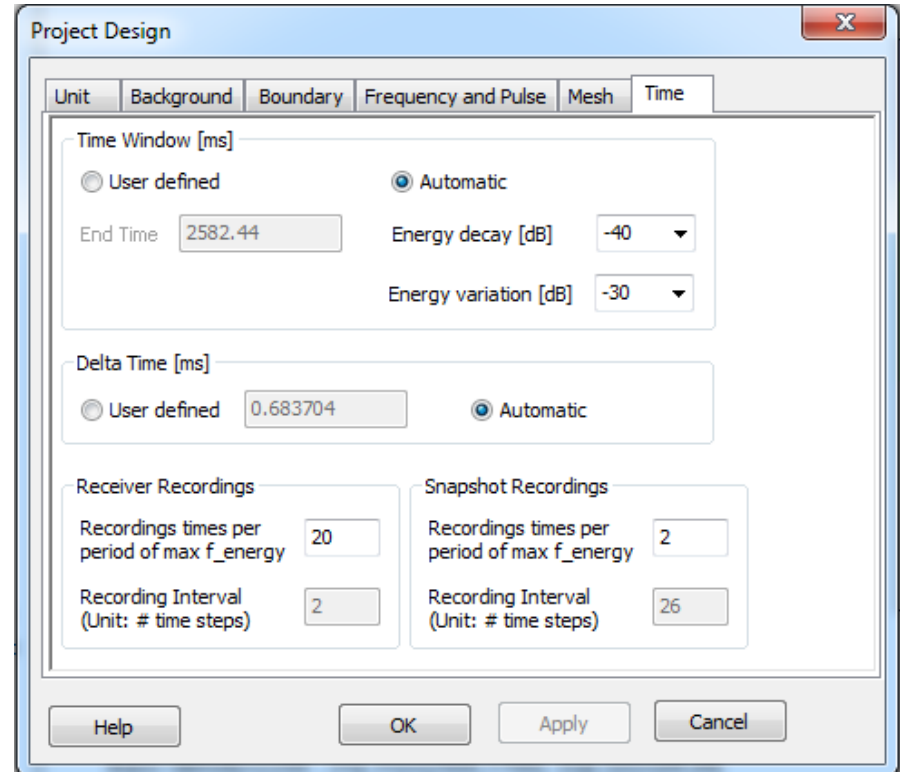 Project Design
Unit Background Boundary Frequency and Pulse Mesh Time
Time Window [ms]
User defined Automatic
End Time 2582.44 Energy decay [dB] -40
Energy variation [dB] -30
Delta Time [ms]
User defined 0.683704 Automatic
Receiver Recordings
Recordings times per
period of max f_energy 20
Recording Interval
(Unit: # time steps) 2
Snapshot Recordings
Recordings times per
period of max f_energy 2
Recording Interval
(Unit: # time steps) 26
Help OK Apply Cancel